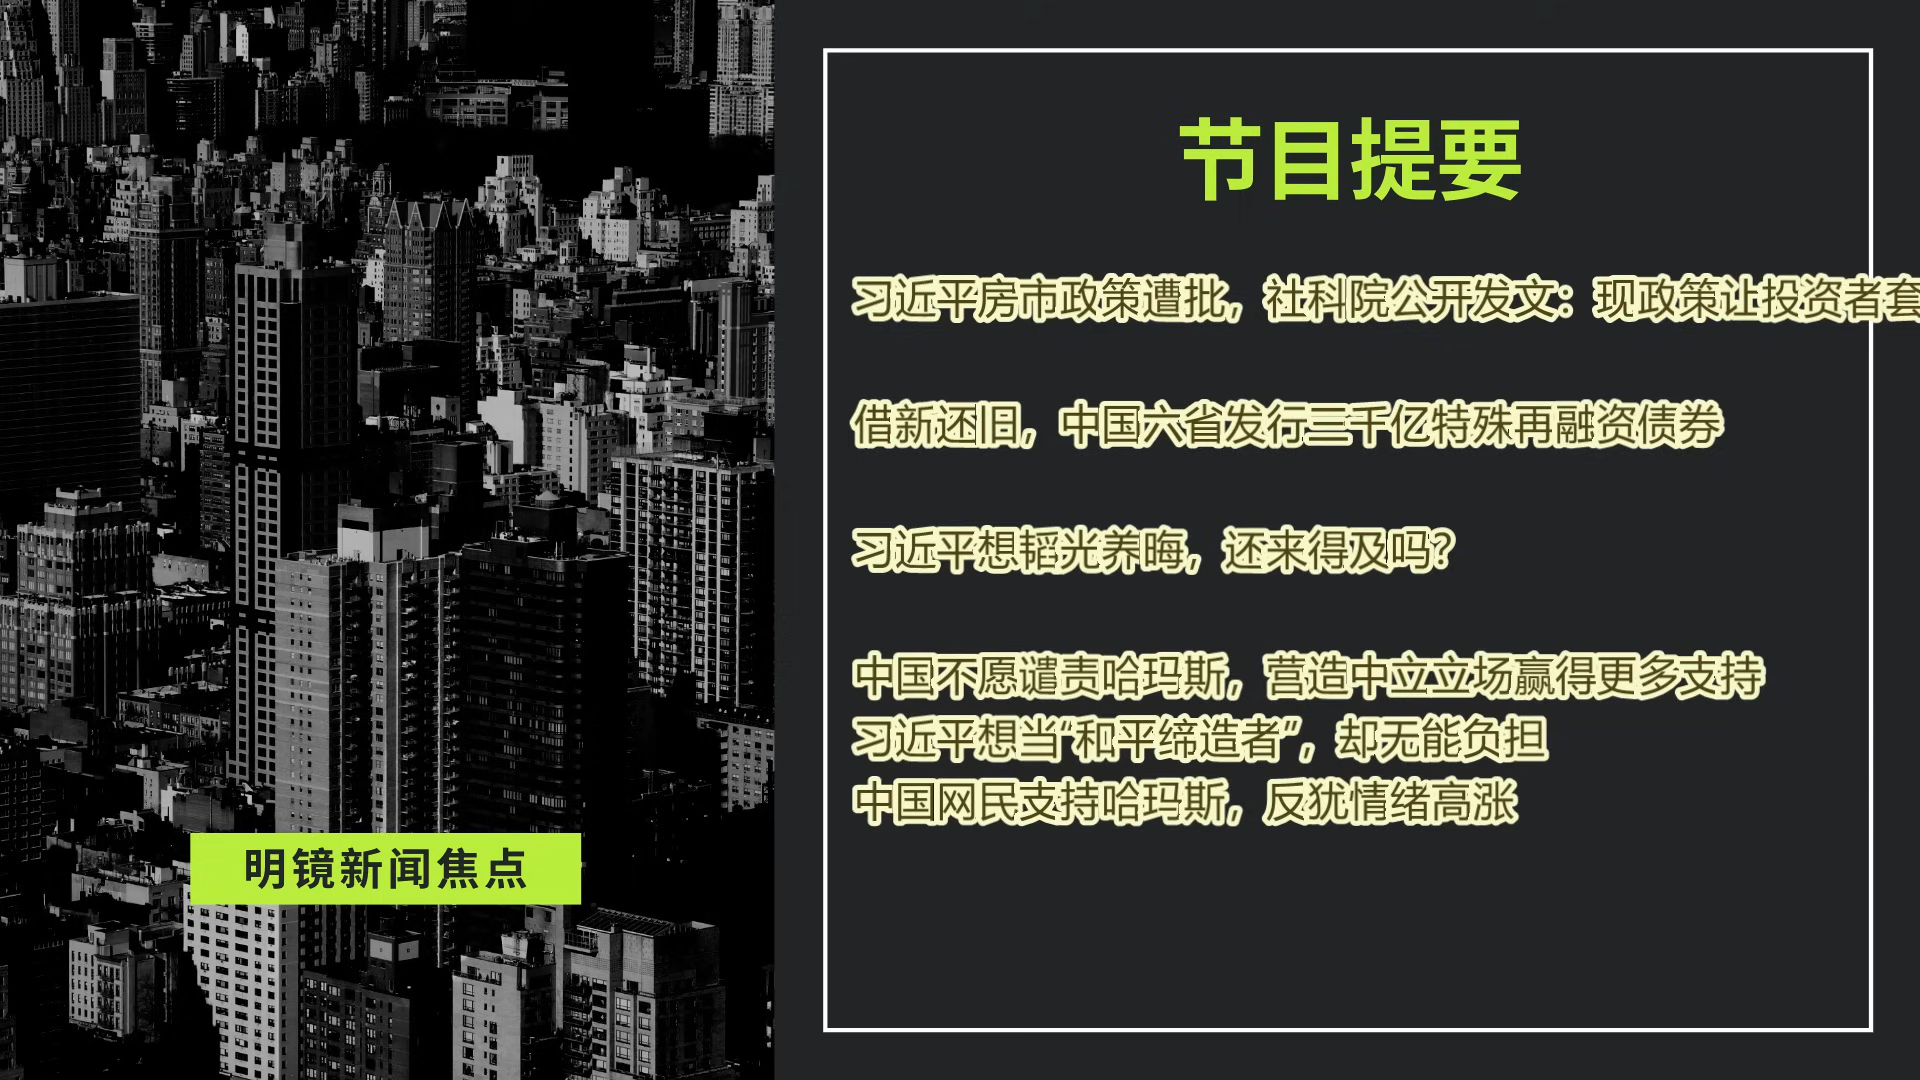 节目提要
习近平房市政策遭批，社科院公开发文：现政策让投资者套
借新还旧，中国六省发行三千亿特殊再融资债券
习近平想韬光养晦，还来得及吗？
中国不愿谴责哈玛斯，营造中立立场赢得更多支持
习近平想当“和平缔造者”，却无能负担
中国网民支持哈玛斯，反犹情绪高涨
明镜新闻焦点